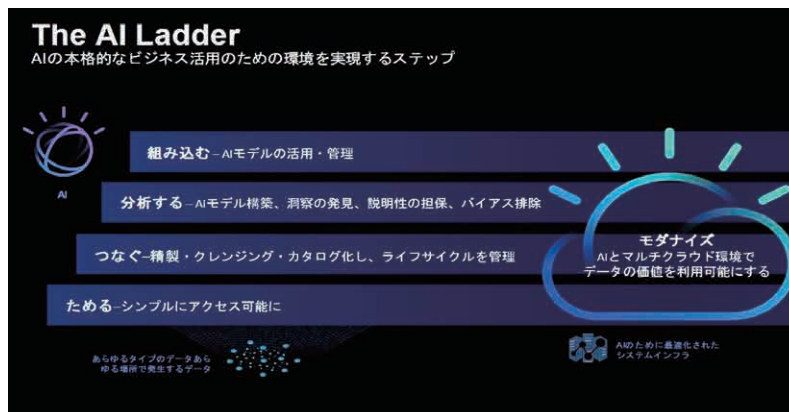 The AI Ladder
AIの本格的なビジネス活用のための環境を実現するステップ
AI
組み込む – AIモデルの活用・管理
分析する – AIモデル構築、洞察の発見、説明性の担保、バイアス排除
つなぐ–精製・クレンジング・カタログ化し、ライフサイクルを管理
ためる–シンプルにアクセス可能に
モダナイズ
AIとマルチクラウド環境で
データの価値を利用可能にする
あらゆるタイプのデータあら
ゆる場所で発生するデータ
AIのために最適化された
システムインフラ